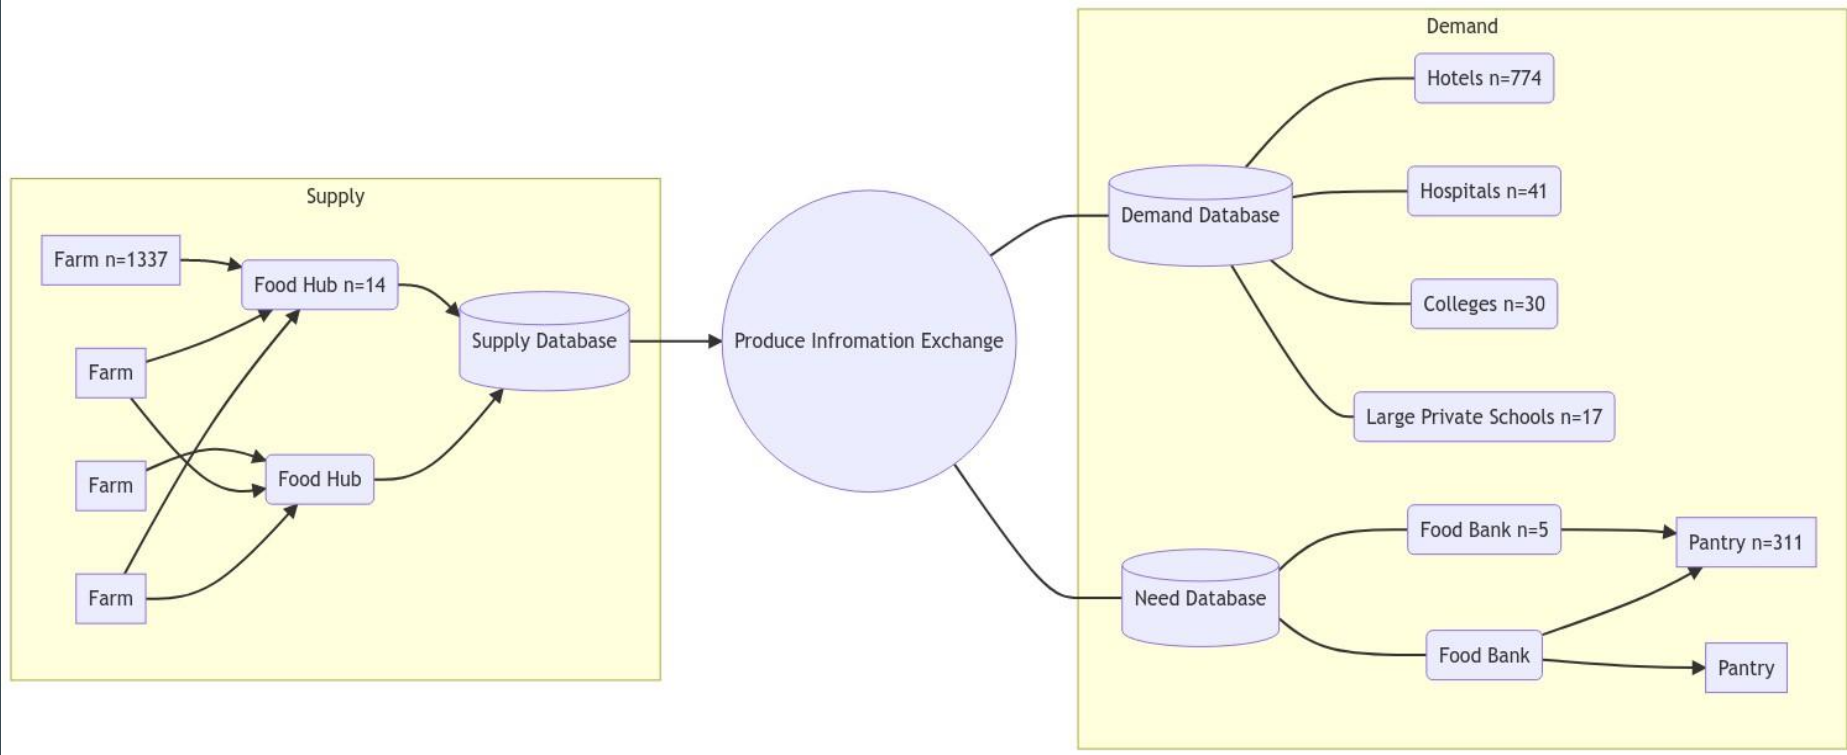 Supply
Farm n=1337
Food Hub n=14
Farm
Supply Database
Farm
Food Hub
Farm
Produce Infromation Exchange
Demand
Hotels n=774
Hospitals n=41
Demand Database
Colleges n=30
Large Private Schools n=17
Food Bank n=5
Pantry n=311
Need Database
Food Bank
Pantry